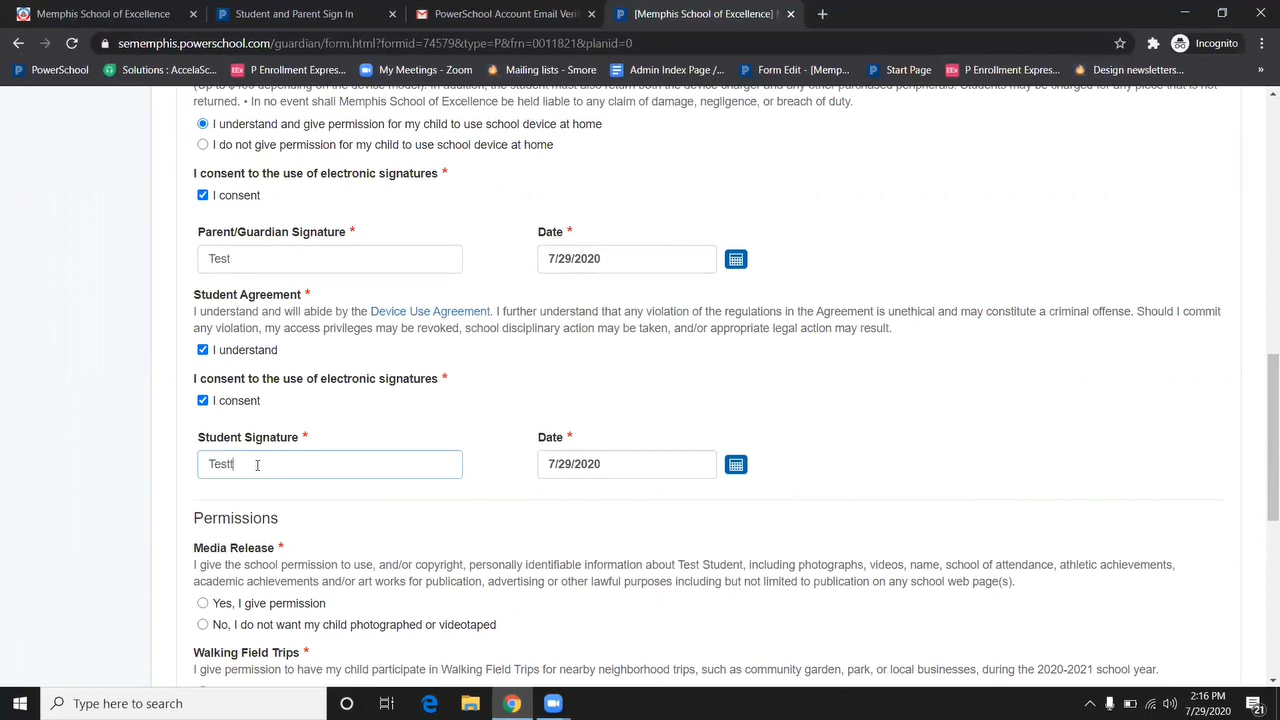 Memphis School of Excellence
Student and Parent Sign In
PowerSchool Account Email Veri
[Memphis School of Excellence]
sememphis.powerschool.com/guardian/form.html?formid=74579&type=P&frn=0011821&planid=0
Incognito
PowerSchool
Solutions : AccelaSc...
P Enrollment Expres...
My Meetings - Zoom
Mailing lists - Smore
Admin Index Page /...
Form Edit - [Memp...
Start Page
P Enrollment Expres...
Design newsletters...
returned. • In no event shall Memphis School of Excellence be held liable to any claim of damage, negligence, or breach of duty.
I understand and give permission for my child to use school device at home
I do not give permission for my child to use school device at home
I consent to the use of electronic signatures *
I consent
Parent/Guardian Signature *
Date *
Test
7/29/2020
Student Agreement *
I understand and will abide by the Device Use Agreement. I further understand that any violation of the regulations in the Agreement is unethical and may constitute a criminal offense. Should I commit
any violation, my access privileges may be revoked, school disciplinary action may be taken, and/or appropriate legal action may result.
I understand
I consent to the use of electronic signatures *
I consent
Student Signature *
Date *
Testt
7/29/2020
Permissions
Media Release *
I give the school permission to use, and/or copyright, personally identifiable information about Test Student, including photographs, videos, name, school of attendance, athletic achievements,
academic achievements and/or art works for publication, advertising or other lawful purposes including but not limited to publication on any school web page(s).
Yes, I give permission
No, I do not want my child photographed or videotaped
Walking Field Trips *
I give permission to have my child participate in Walking Field Trips for nearby neighborhood trips, such as community garden, park, or local businesses, during the 2020-2021 school year.
Type here to search
2:16 PM
7/29/2020
21